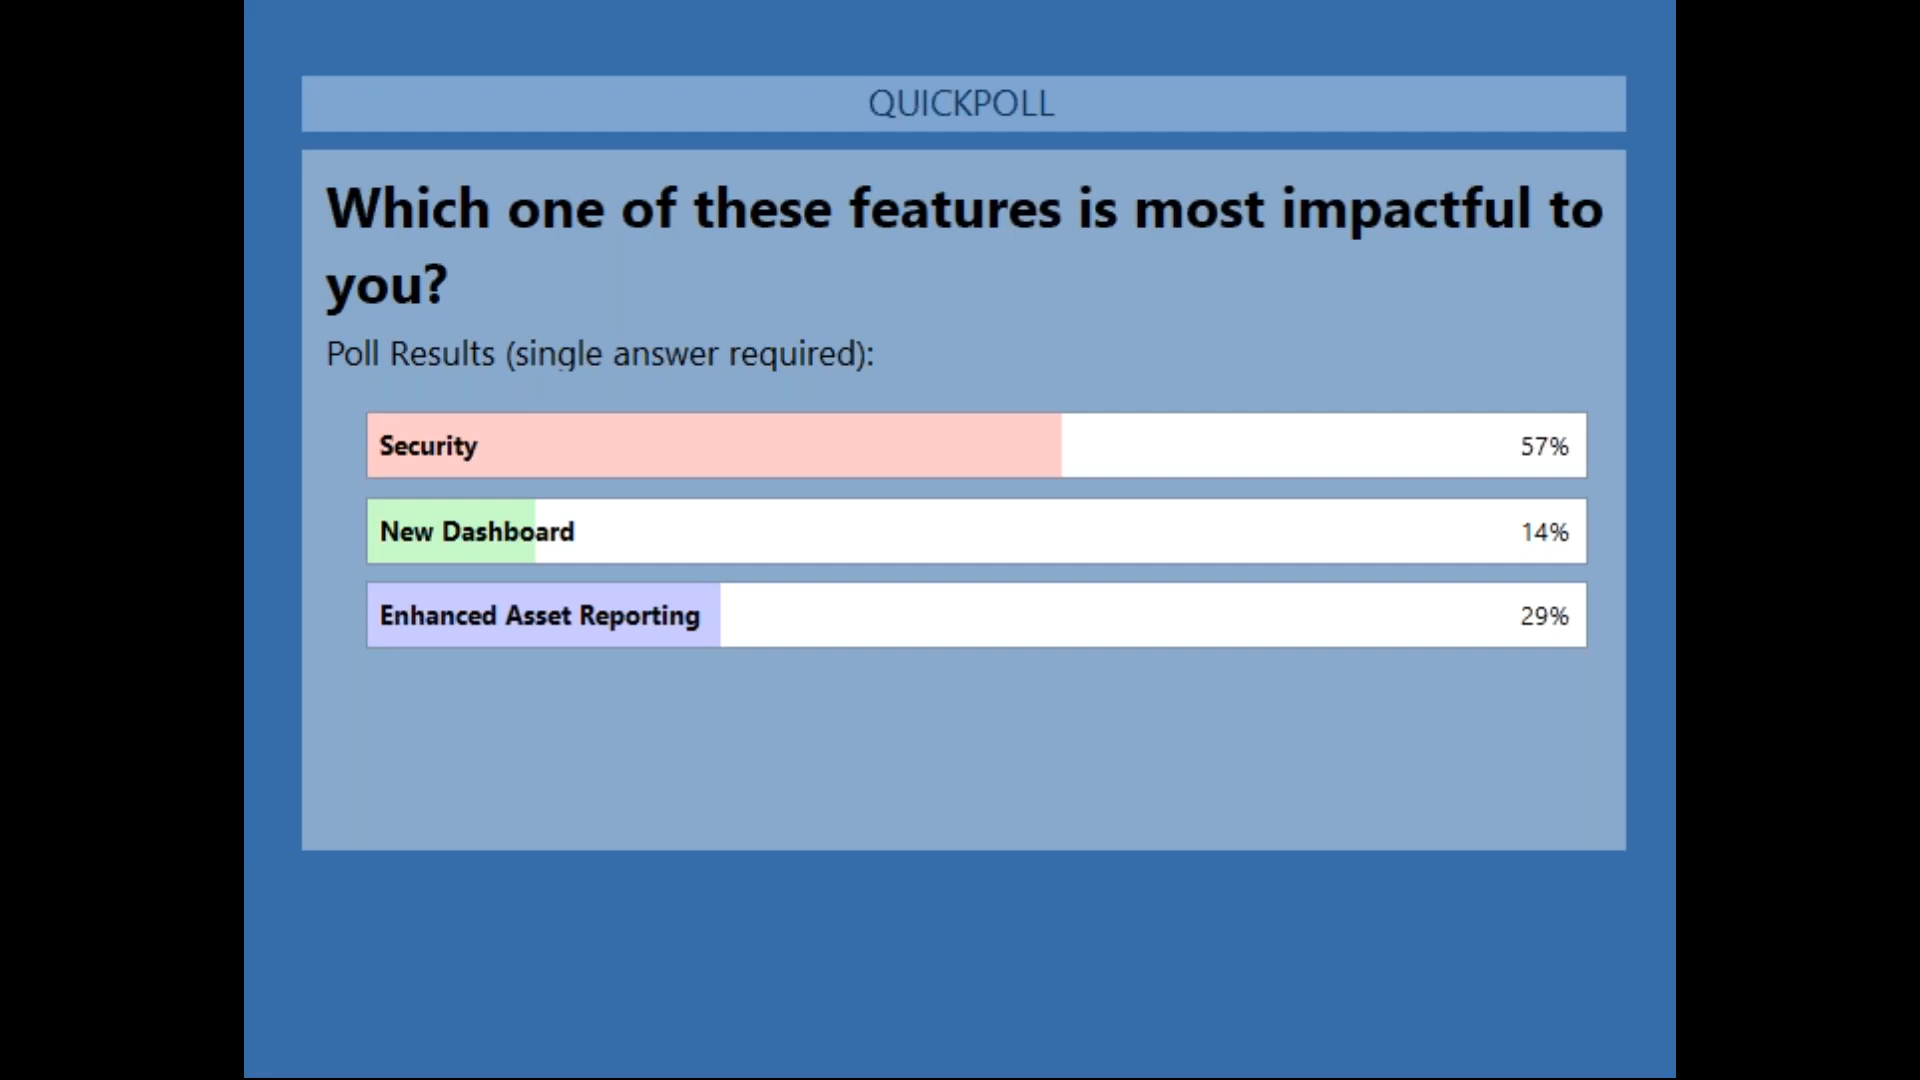 QUICKPOLL
Which one of these features is most impactful to
you?
Poll Results (single answer required):
Security 57%
New Dashboard 14%
Enhanced Asset Reporting 29%